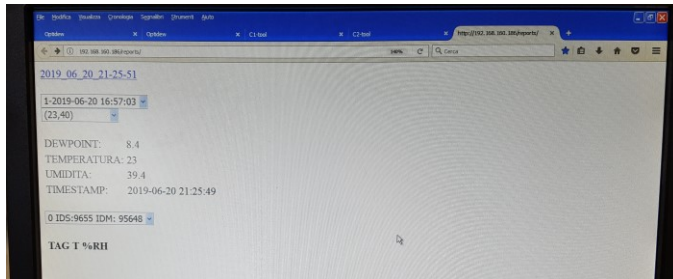 File Modifica Visualizza Cronologia Segnalibri Strumenti Aiuto
Optidew Optidew C1-tool C2-tool http://192.168.160.186/reports/
192.168.160.186/reports/ 100% Cerca
2019_06_20_21-25-51
1-2019-06-20 16:57:03
(23,40)
DEWPOINT: 8.4
TEMPERATURA: 23
UMIDITA: 39.4
TIMESTAMP: 2019-06-20 21:25:49
0 IDS:9655 IDM: 95648
TAG T %RH